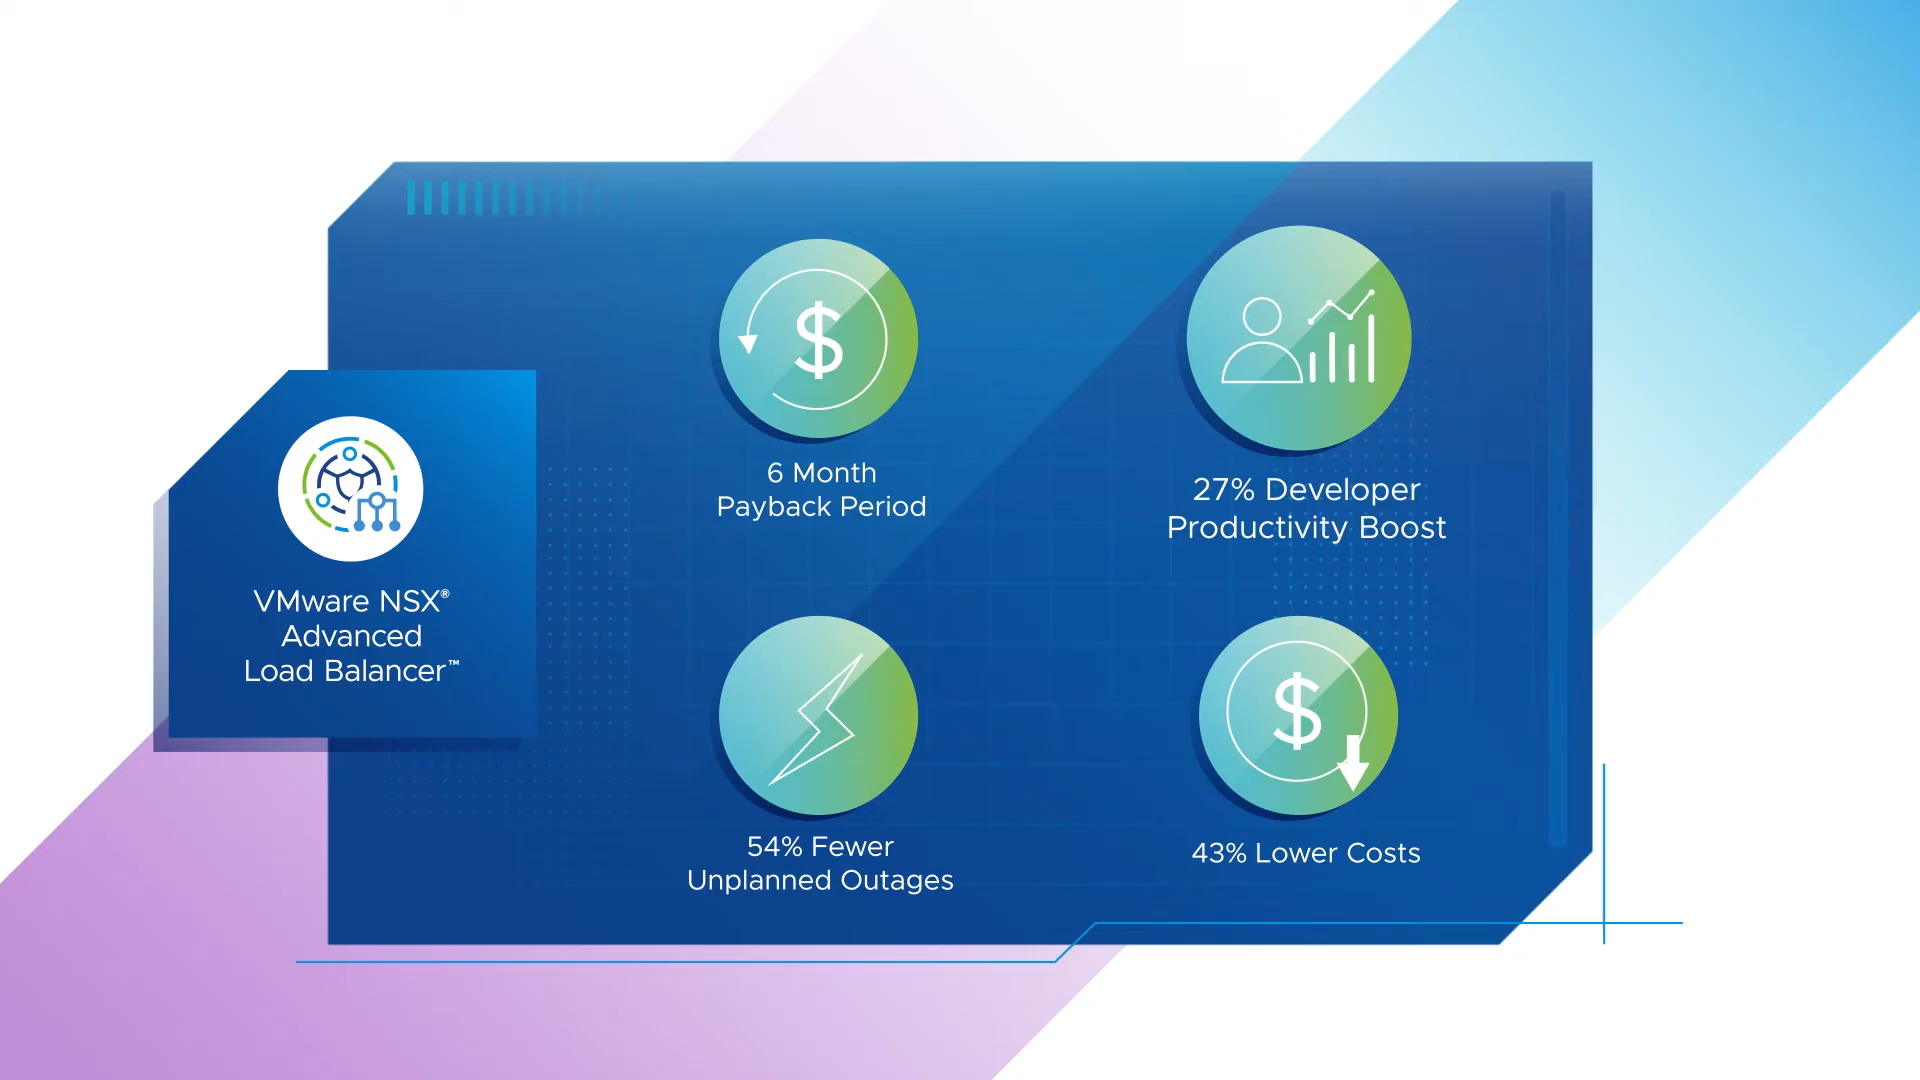 VMware NSX®
Advanced
Load Balancer™
6 Month
Payback Period
27% Developer
Productivity Boost
54% Fewer
Unplanned Outages
43% Lower Costs